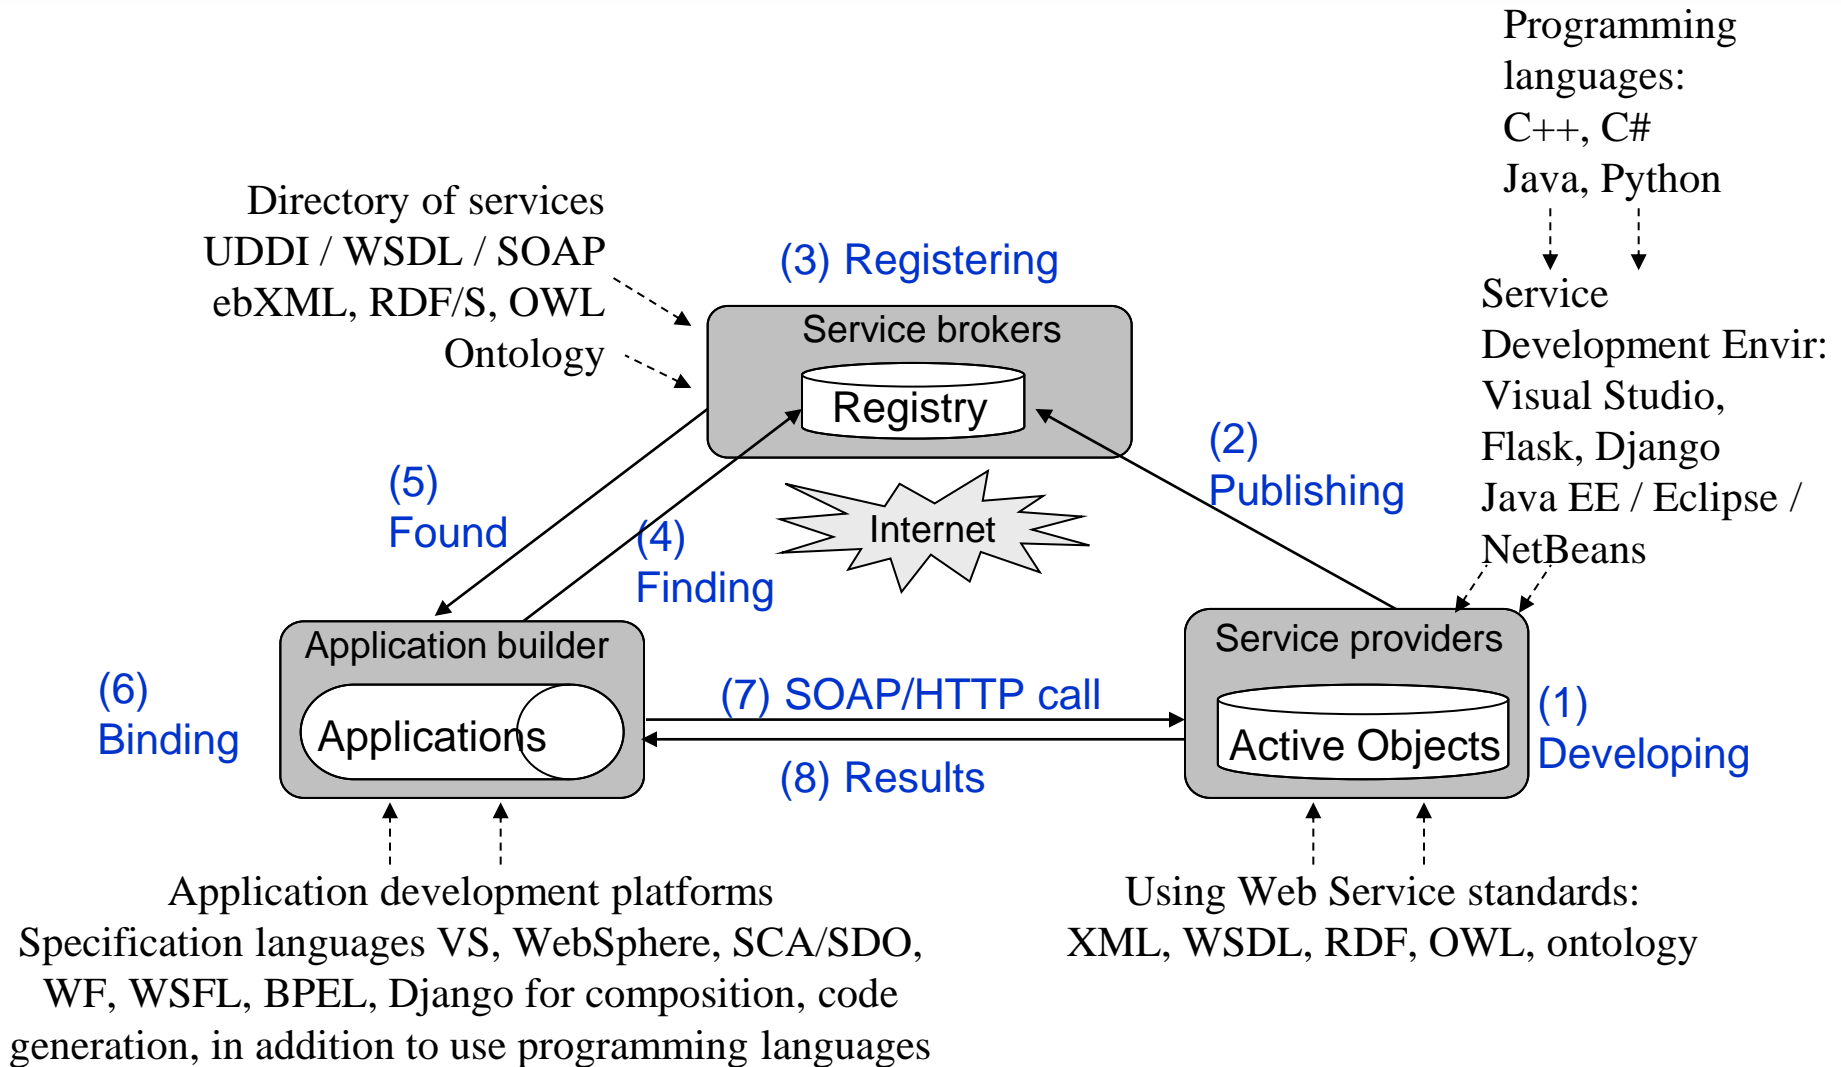 Programming
languages:
C++, C#
Java, Python
Directory of services
UDDI / WSDL / SOAP
ebXML, RDF/S, OWL
Ontology
(3) Registering
Service brokers
Registry
Service
Development Envir:
Visual Studio,
Flask, Django
Java EE / Eclipse /
NetBeans
(2)
Publishing
(5)
Found
(4)
Finding
Internet
Application builder
Applications
(6)
Binding
(7) SOAP/HTTP call
(8) Results
Service providers
Active Objects
(1)
Developing
Application development platforms
Specification languages VS, WebSphere, SCA/SDO,
WF, WSFL, BPEL, Django for composition, code
generation, in addition to use programming languages
Using Web Service standards:
XML, WSDL, RDF, OWL, ontology